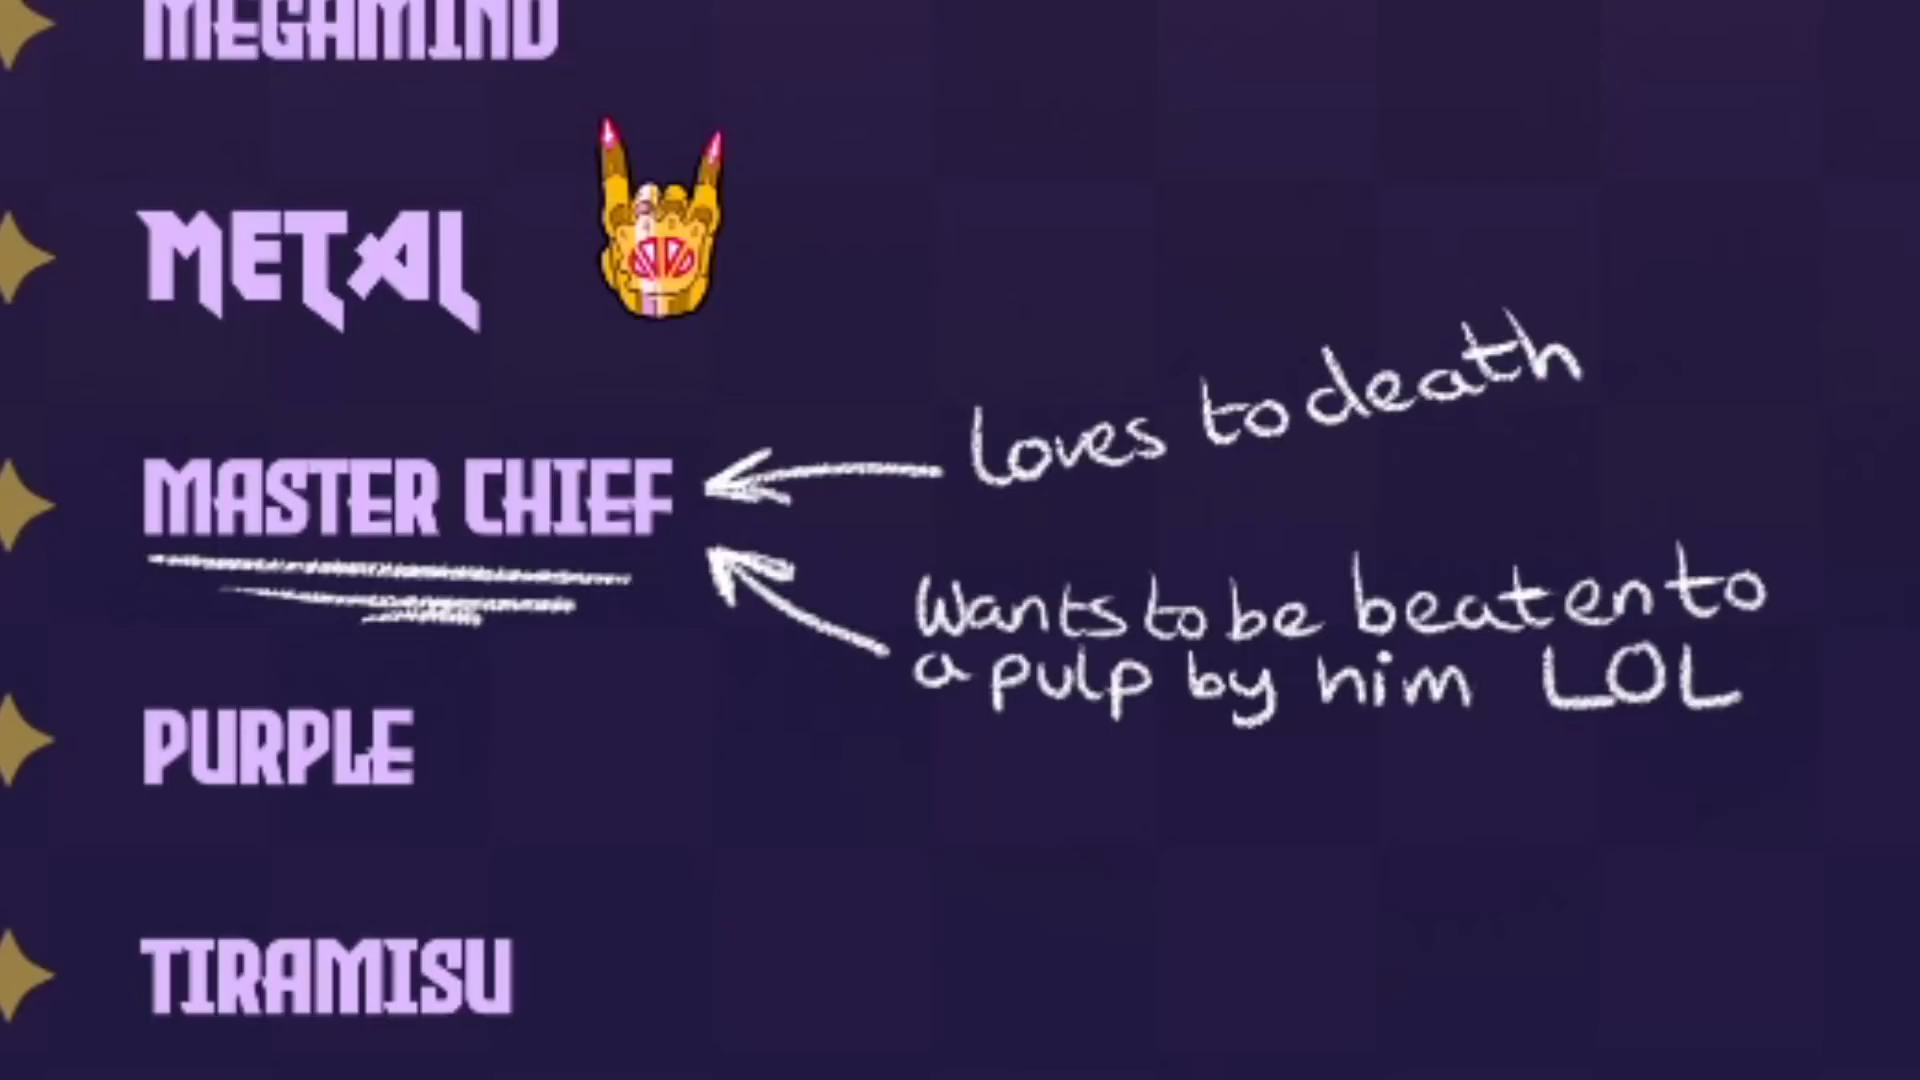 MEGAMIND
METAL
MASTER CHIEF
loves to death
Wants to be beaten to
a pulp by him LOL
PURPLE
TIRAMISU